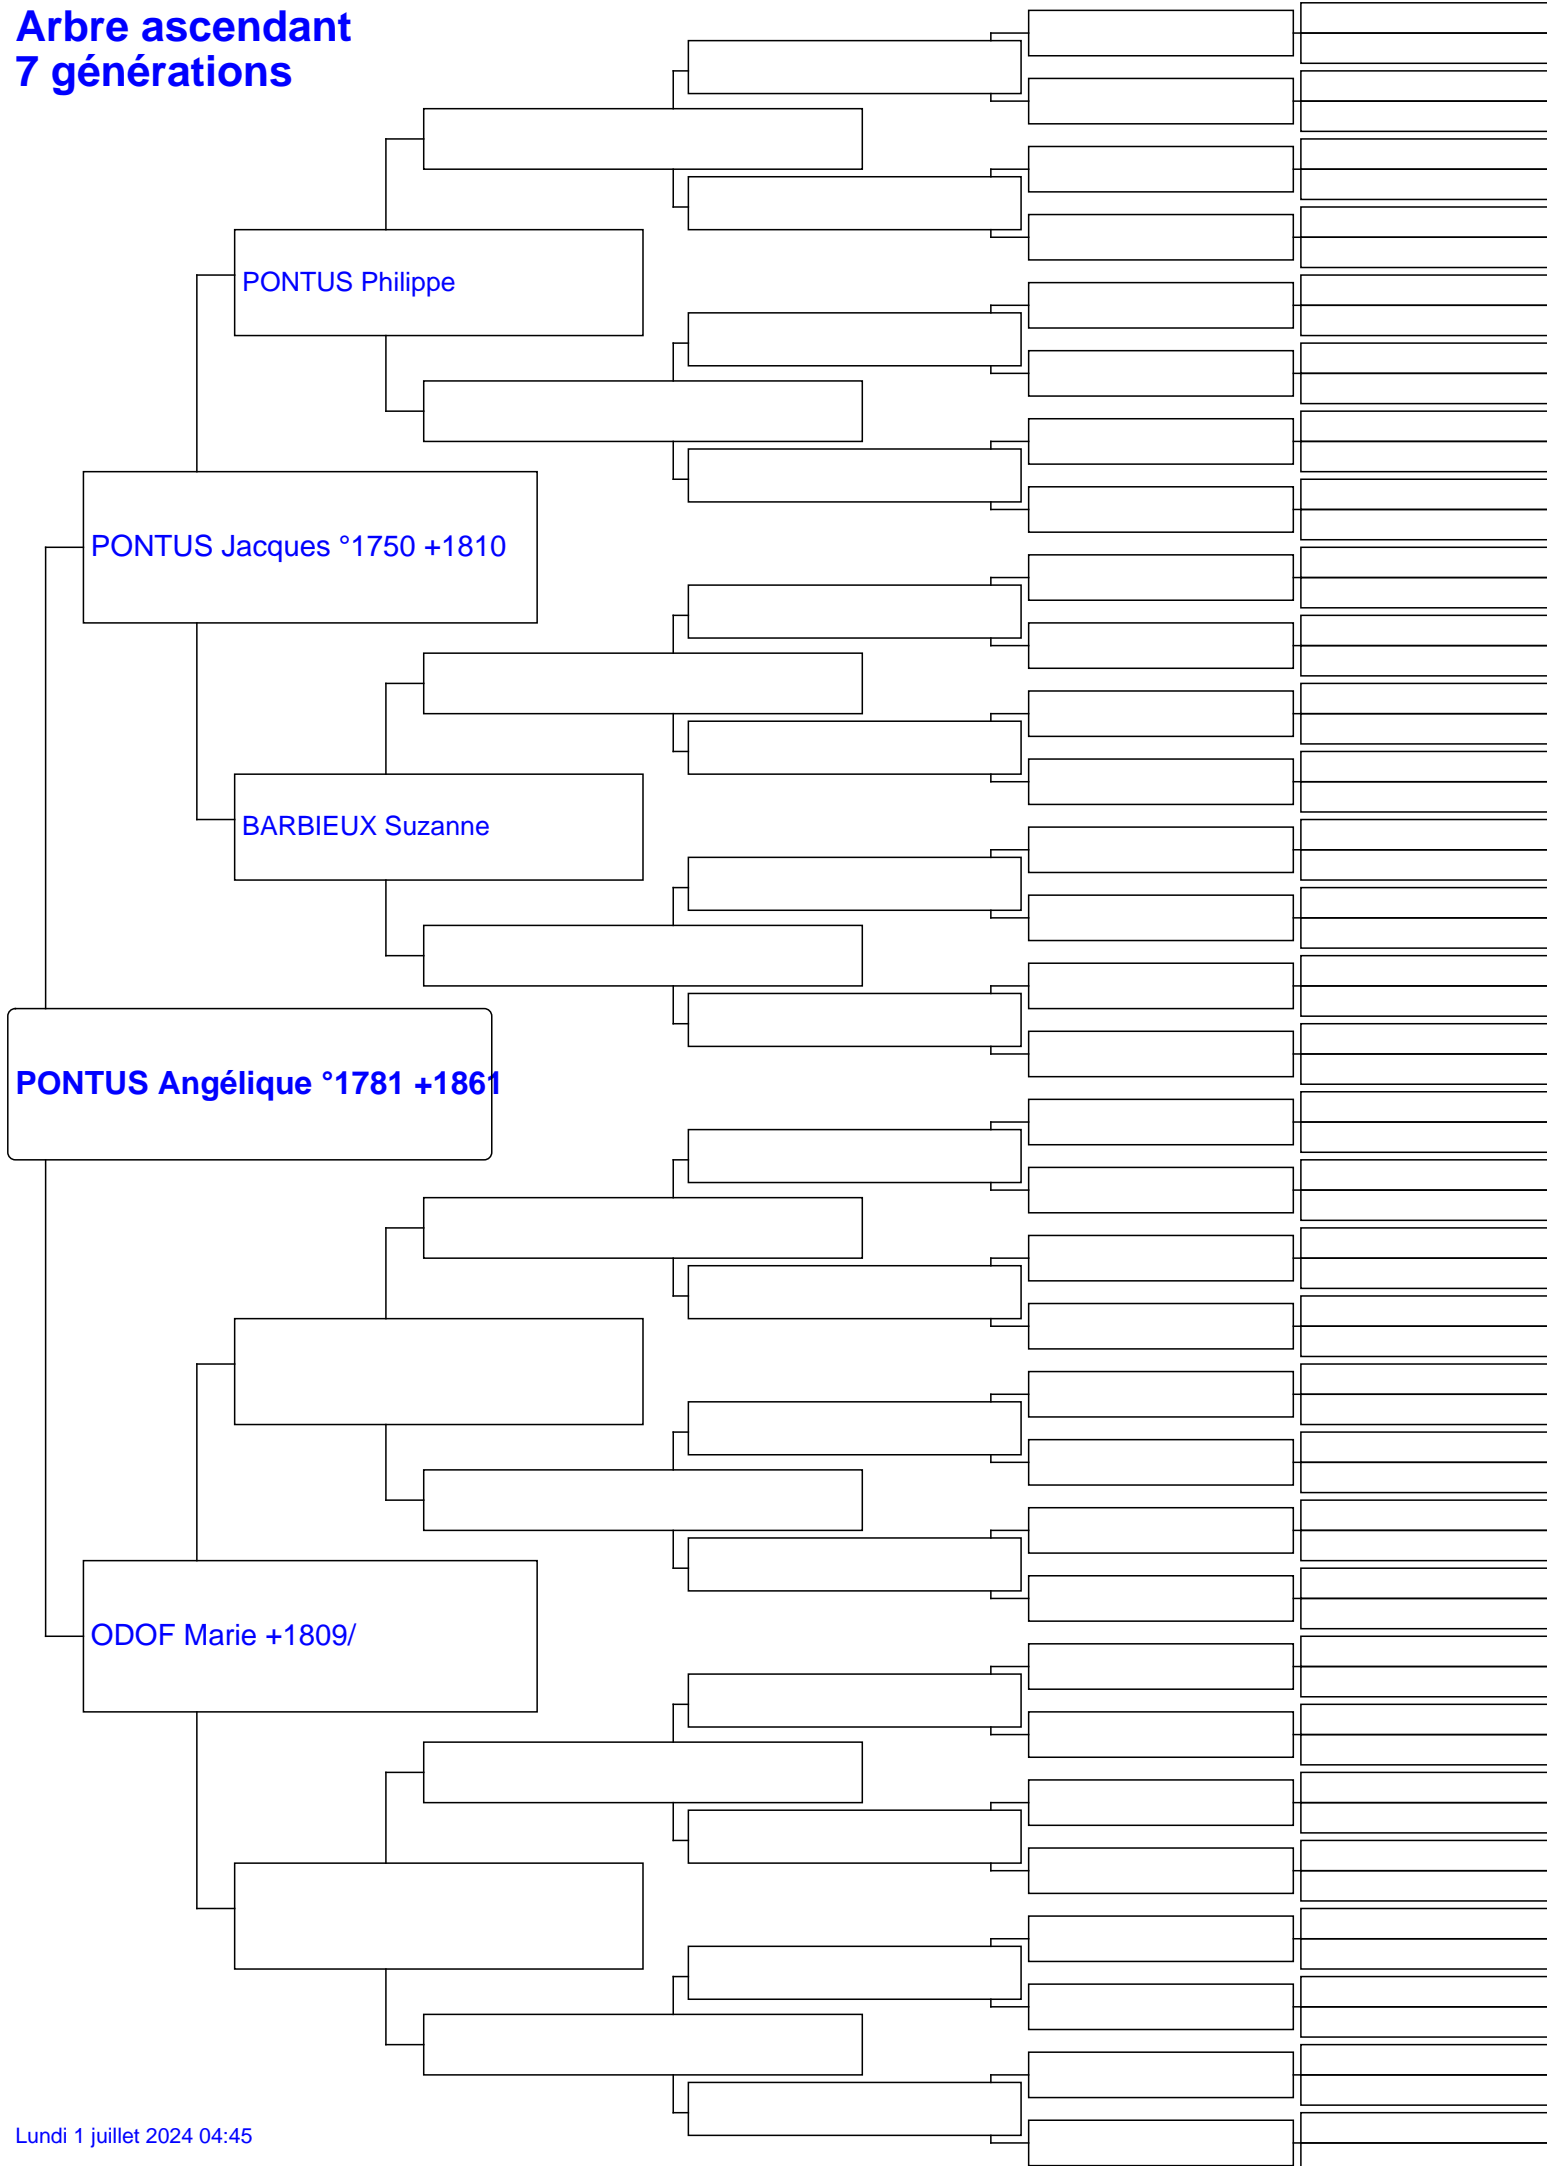 Arbre ascendant
7 générations
PONTUS Philippe
PONTUS Jacques °1750 +1810
BARBIEUX Suzanne
PONTUS Angélique °1781 +1861
ODOF Marie +1809/
Lundi 1 juillet 2024 04:45